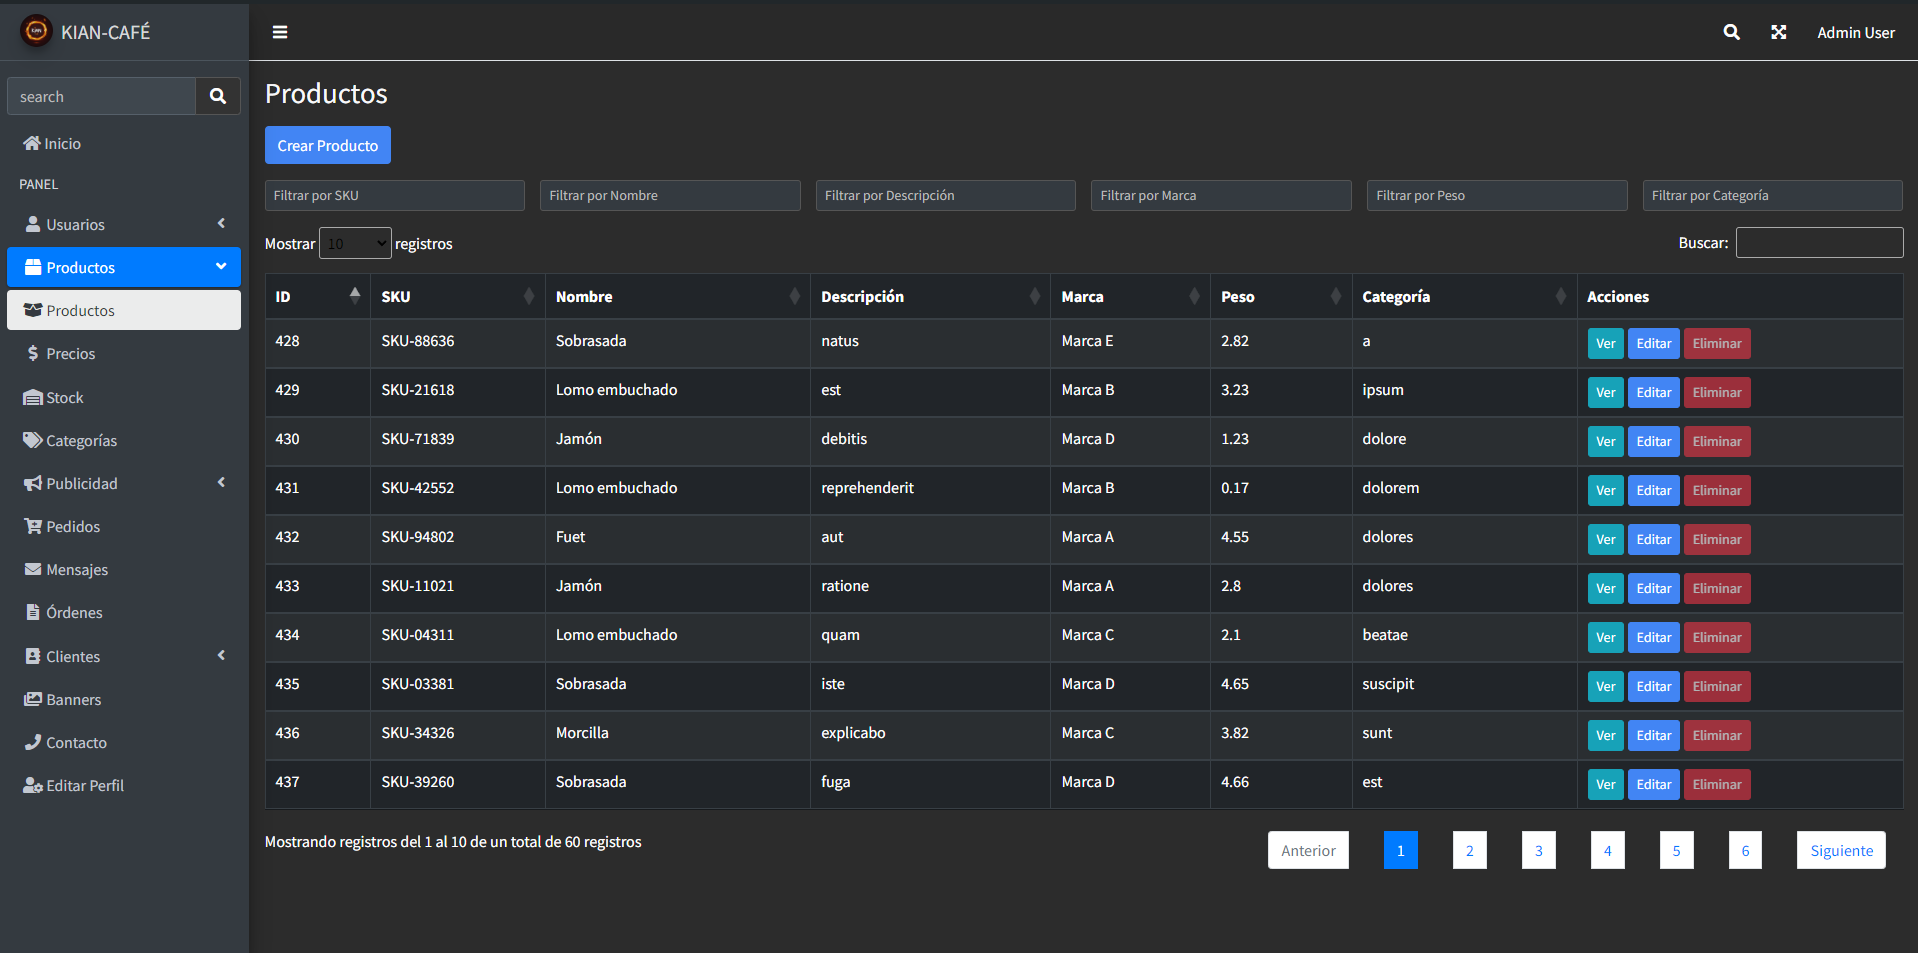 KIAN-CAFÉ
Admin User
search
Inicio
PANEL
Usuarios
Productos
Productos
Precios
Stock
Categorías
Publicidad
Pedidos
Mensajes
Órdenes
Clientes
Banners
Contacto
Editar Perfil
Productos
Crear Producto
Filtrar por SKU Filtrar por Nombre Filtrar por Descripción Filtrar por Marca Filtrar por Peso Filtrar por Categoría
Mostrar 10 registros Buscar:
ID SKU Nombre Descripción Marca Peso Categoría Acciones
428 SKU-88636 Sobrasada natus Marca E 2.82 a Ver Editar Eliminar
429 SKU-21618 Lomo embuchado est Marca B 3.23 ipsum Ver Editar Eliminar
430 SKU-71839 Jamón debitis Marca D 1.23 dolore Ver Editar Eliminar
431 SKU-42552 Lomo embuchado reprehenderit Marca B 0.17 dolorem Ver Editar Eliminar
432 SKU-94802 Fuet aut Marca A 4.55 dolores Ver Editar Eliminar
433 SKU-11021 Jamón ratione Marca A 2.8 dolores Ver Editar Eliminar
434 SKU-04311 Lomo embuchado quam Marca C 2.1 beatae Ver Editar Eliminar
435 SKU-03381 Sobrasada iste Marca D 4.65 suscipit Ver Editar Eliminar
436 SKU-34326 Morcilla explicabo Marca C 3.82 sunt Ver Editar Eliminar
437 SKU-39260 Sobrasada fuga Marca D 4.66 est Ver Editar Eliminar
Mostrando registros del 1 al 10 de un total de 60 registros
Anterior 1 2 3 4 5 6 Siguiente